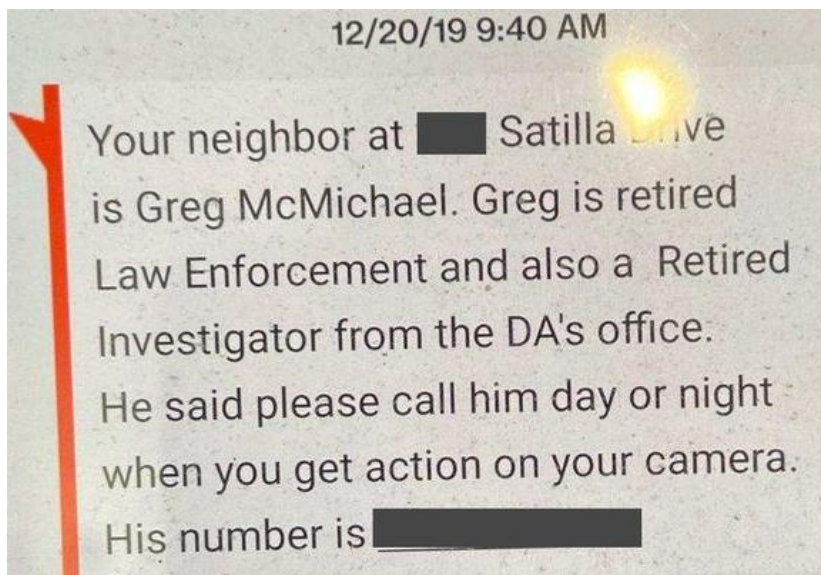 12/20/19 9:40 AM
Your neighbor at Satilla
is Greg McMichael. Greg is retired
Law Enforcement and also a Retired
Investigator from the DA's office.
He said please call him day or night
when you get action on your camera.
His number is